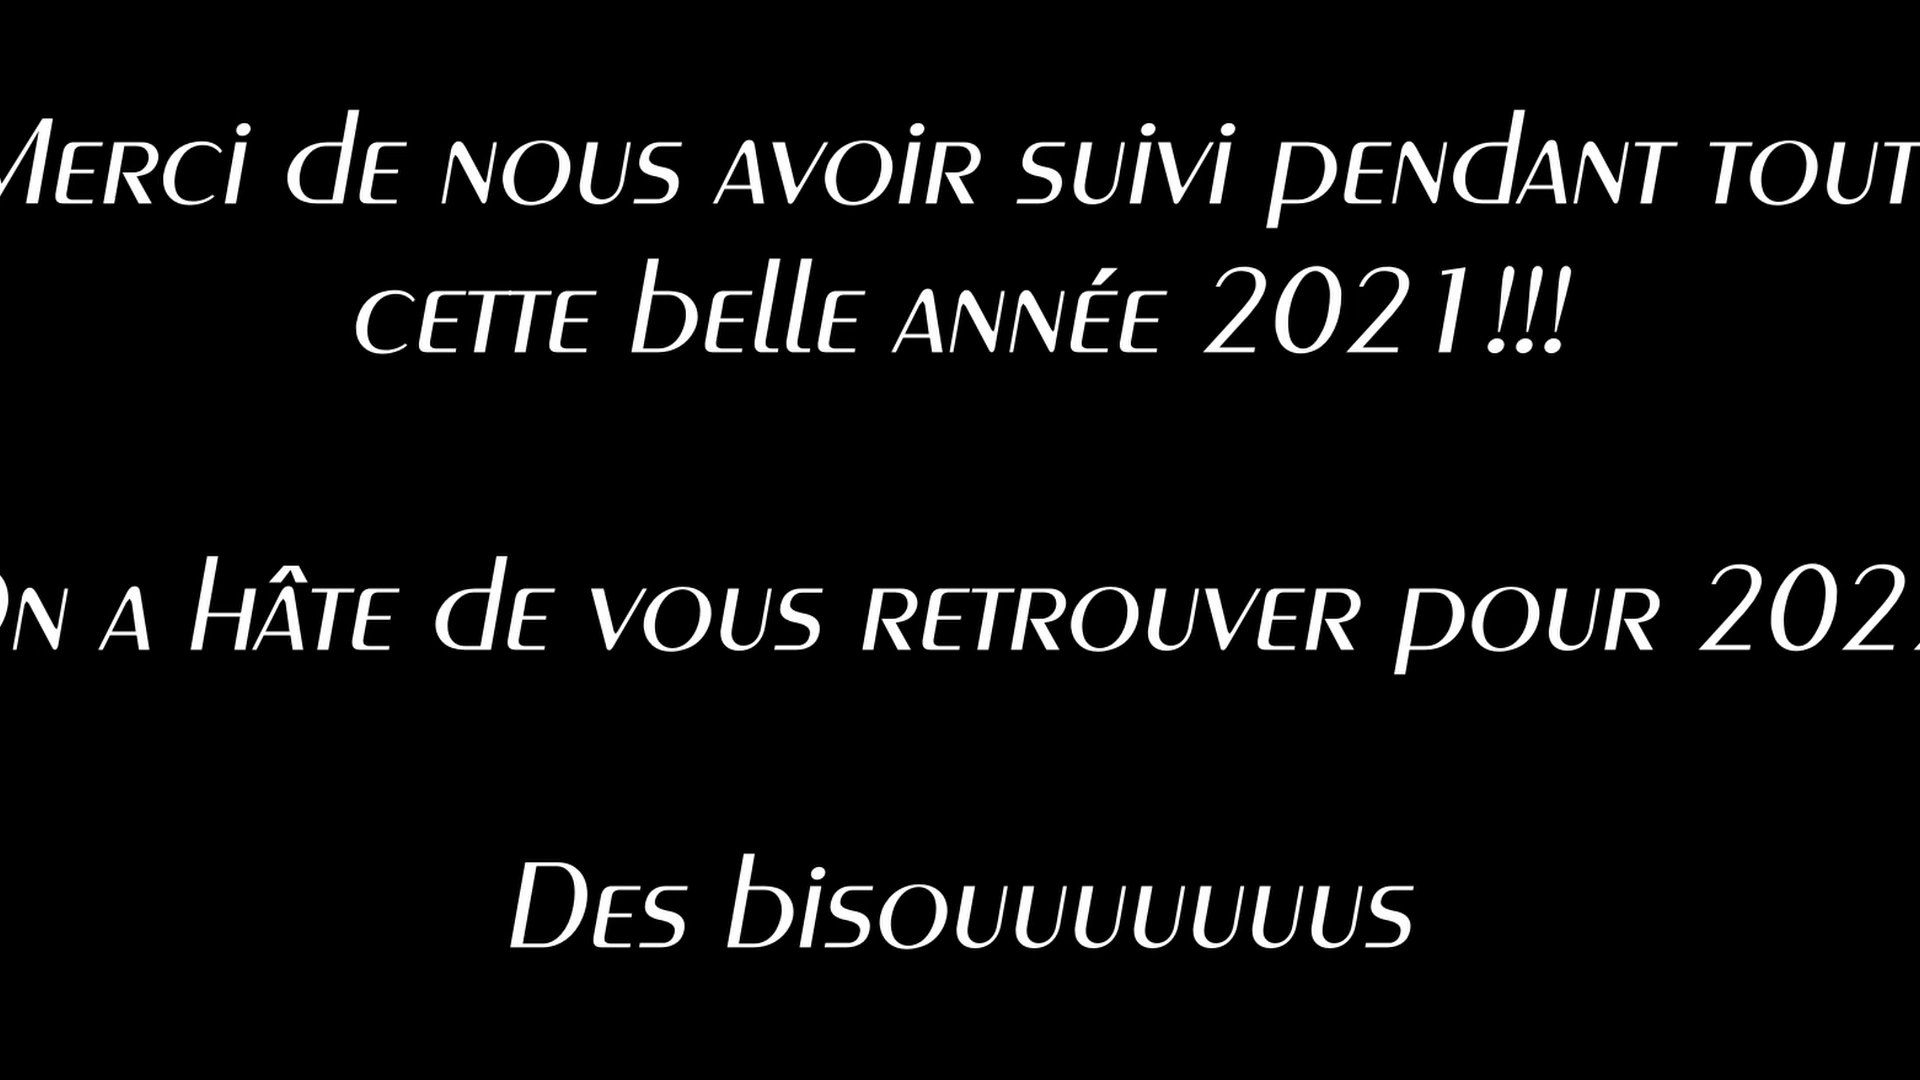 Merci de nous avoir suivi pendant tout
cette belle année 2021!!!
On a hâte de vous retrouver pour 202
Des bisouuuuuuus